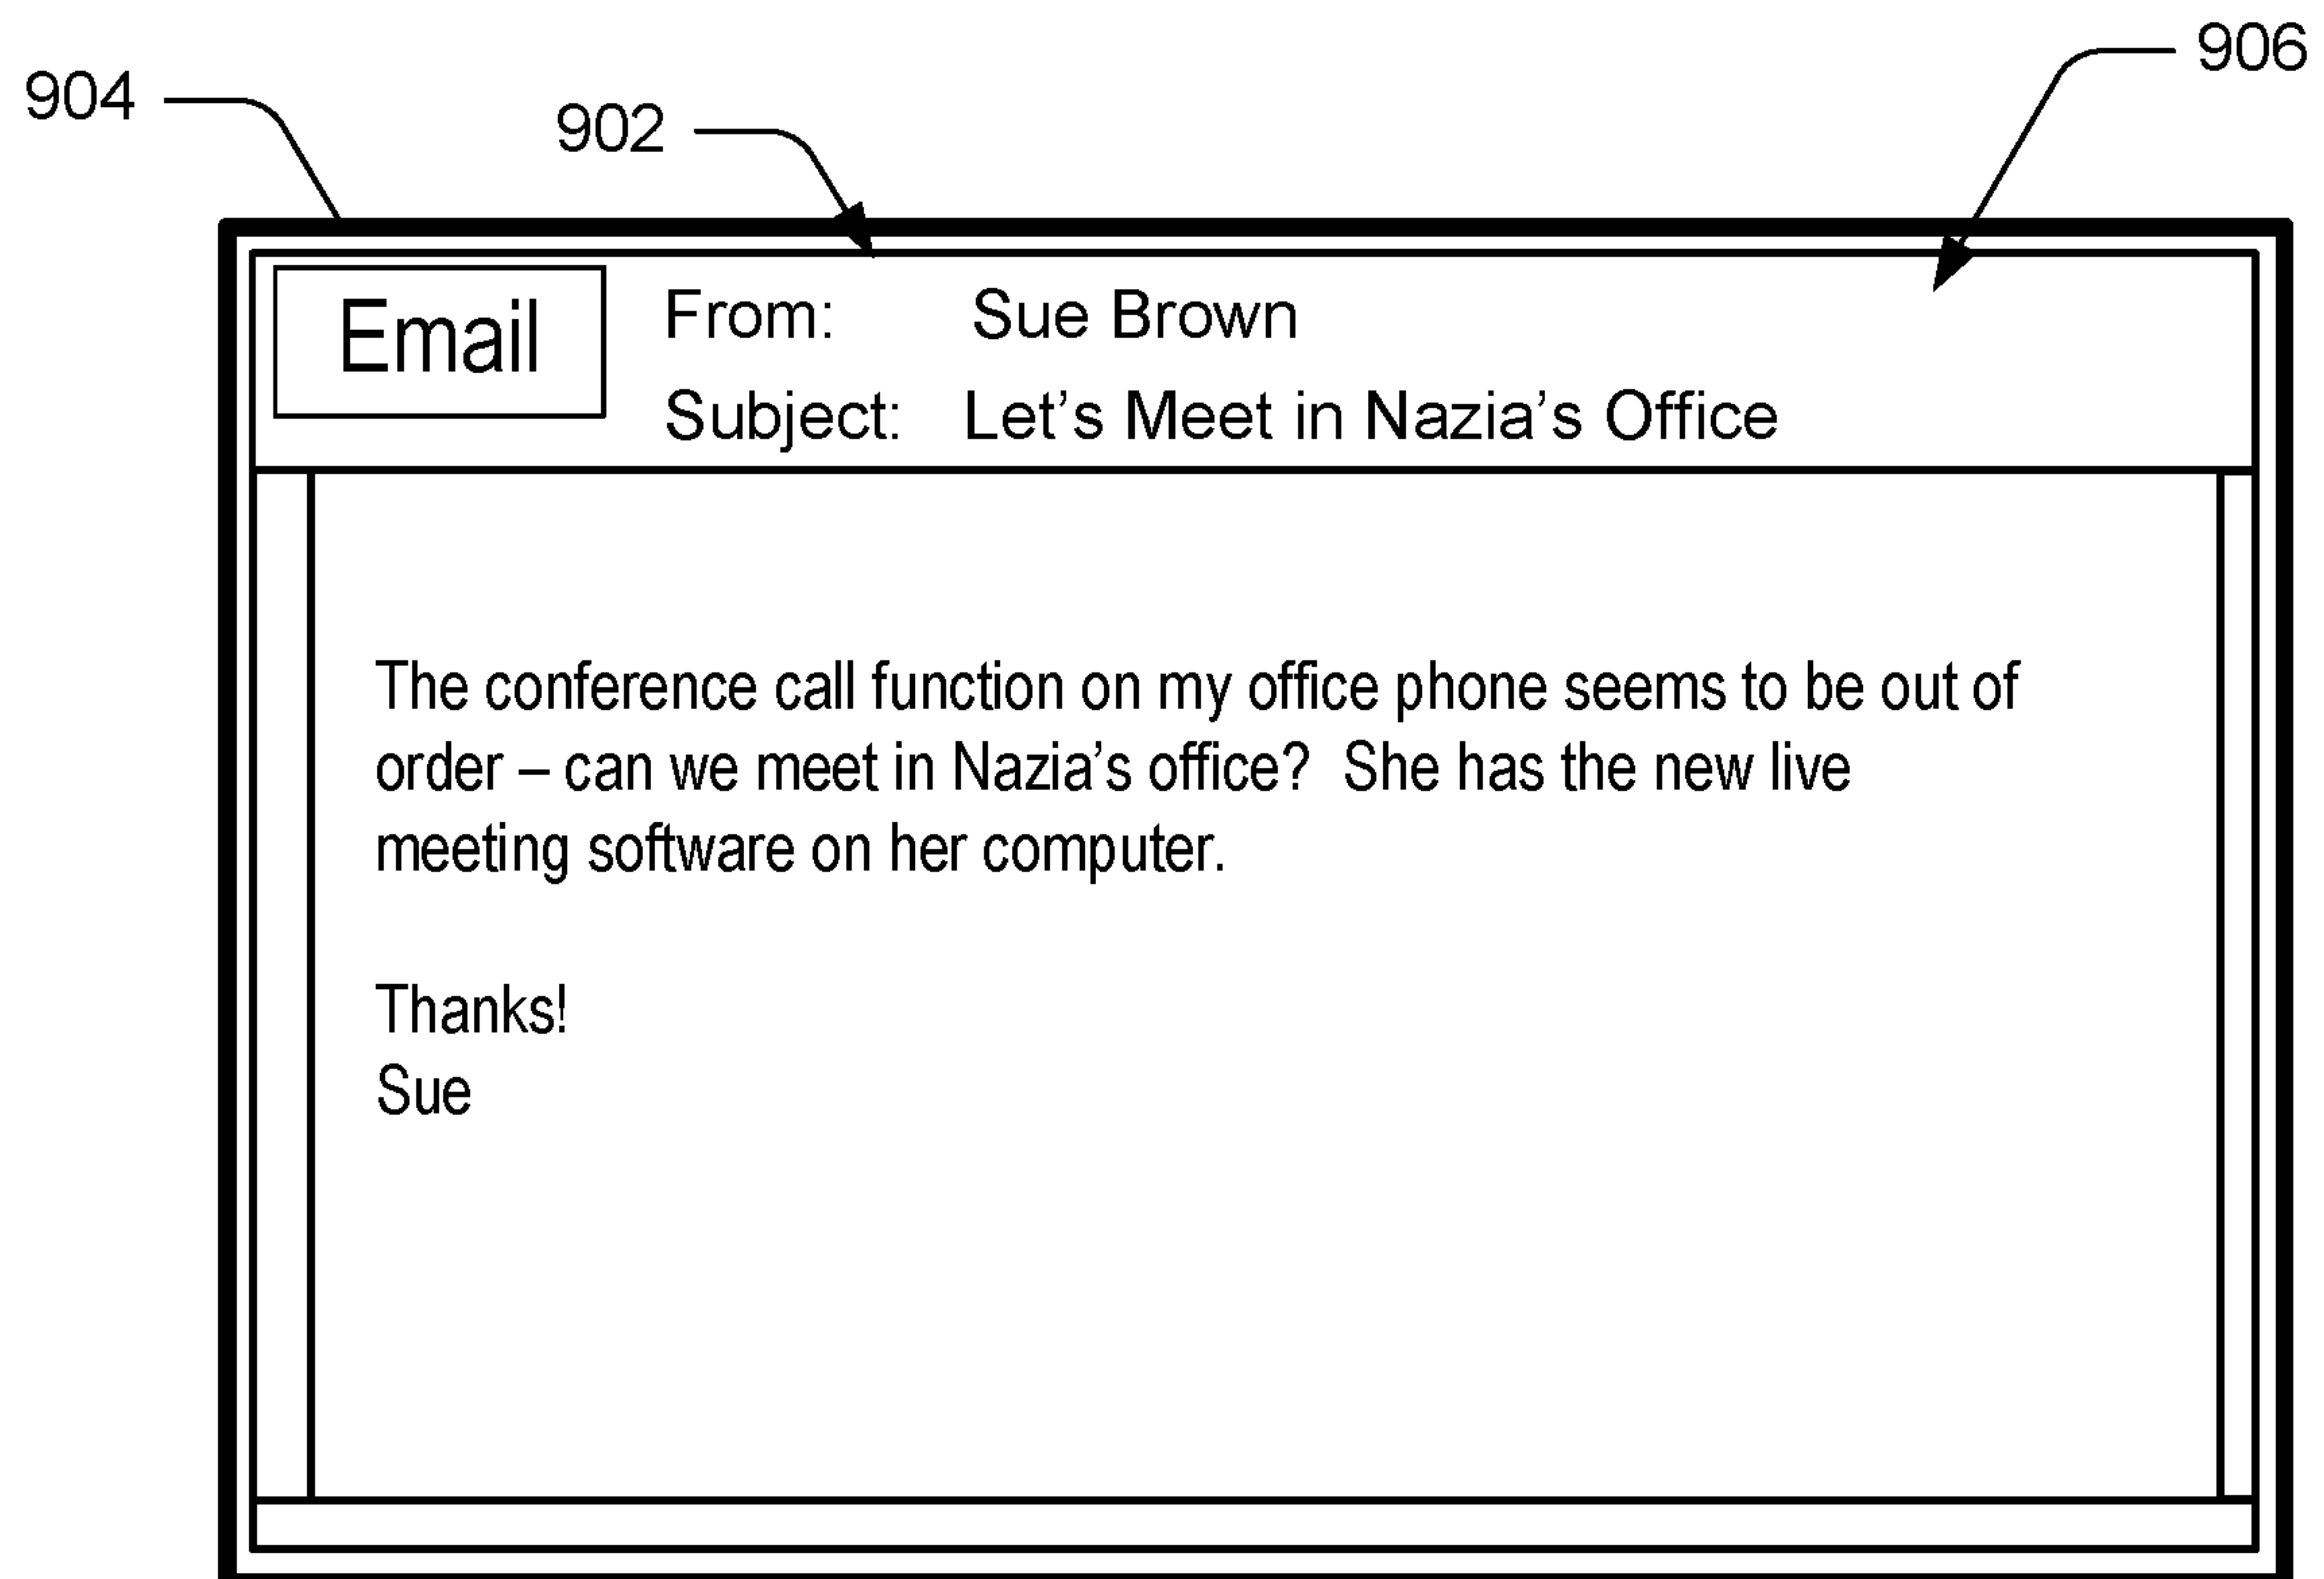 906
904
902
Email
From: Sue Brown
Subject: Let's Meet in Nazia's Office
The conference call function on my office phone seems to be out of
order – can we meet in Nazia's office?  She has the new live
meeting software on her computer.
Thanks!
Sue